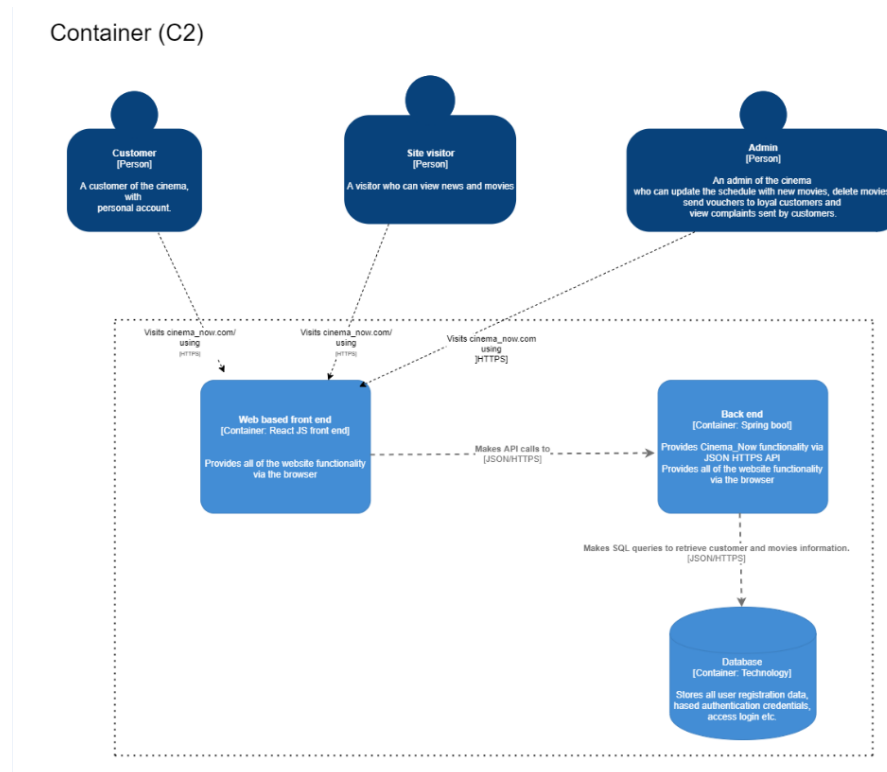 Container (C2)
Customer
[Person]
A customer of the cinema,
with
personal account.
Site visitor
[Person]
A visitor who can view news and movies
Admin
[Person]
An admin of the cinema
who can update the schedule with new movies, delete movies
send vouchers to loyal customers and
view complaints sent by customers.
Visits cinema_now.com/
using
[HTTPS]
Visits cinema_now.com/
using
[HTTPS]
Visits cinema_now.com
using
]HTTPS]
Web based front end
[Container: React JS front end]
Provides all of the website functionality
via the browser
Makes API calls to
[JSON/HTTPS]
Back end
[Container: Spring boot]
Provides Cinema_Now functionality via
JSON HTTPS API
Provides all of the website functionality
via the browser
Makes SQL queries to retrieve customer and movies information.
[JSON/HTTPS]
Database
[Container: Technology]
Stores all user registration data,
hased authentication credentials,
access login etc.